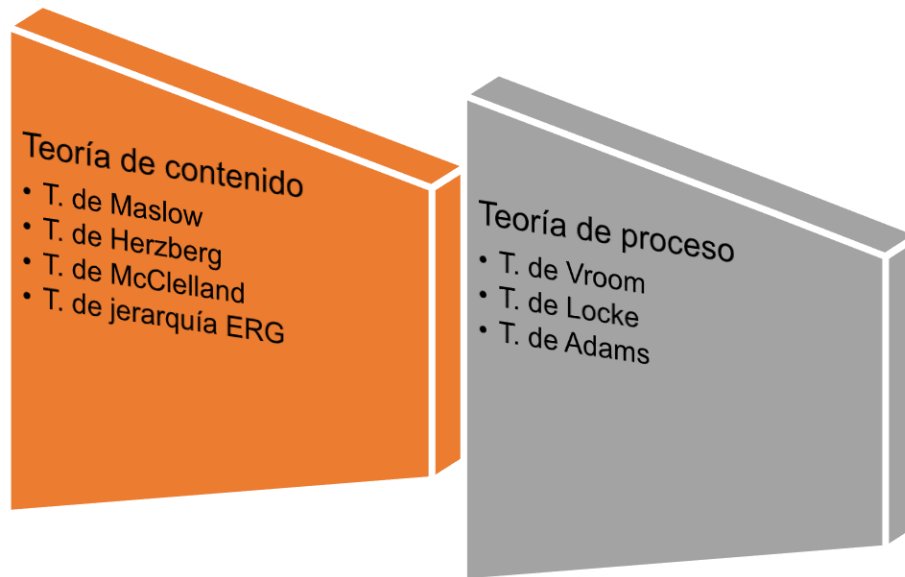 Teoría de contenido
• T. de Maslow
• T. de Herzberg
• T. de McClelland
• T. de jerarquía ERG
Teoría de proceso
• T. de Vroom
• T. de Locke
• T. de Adams